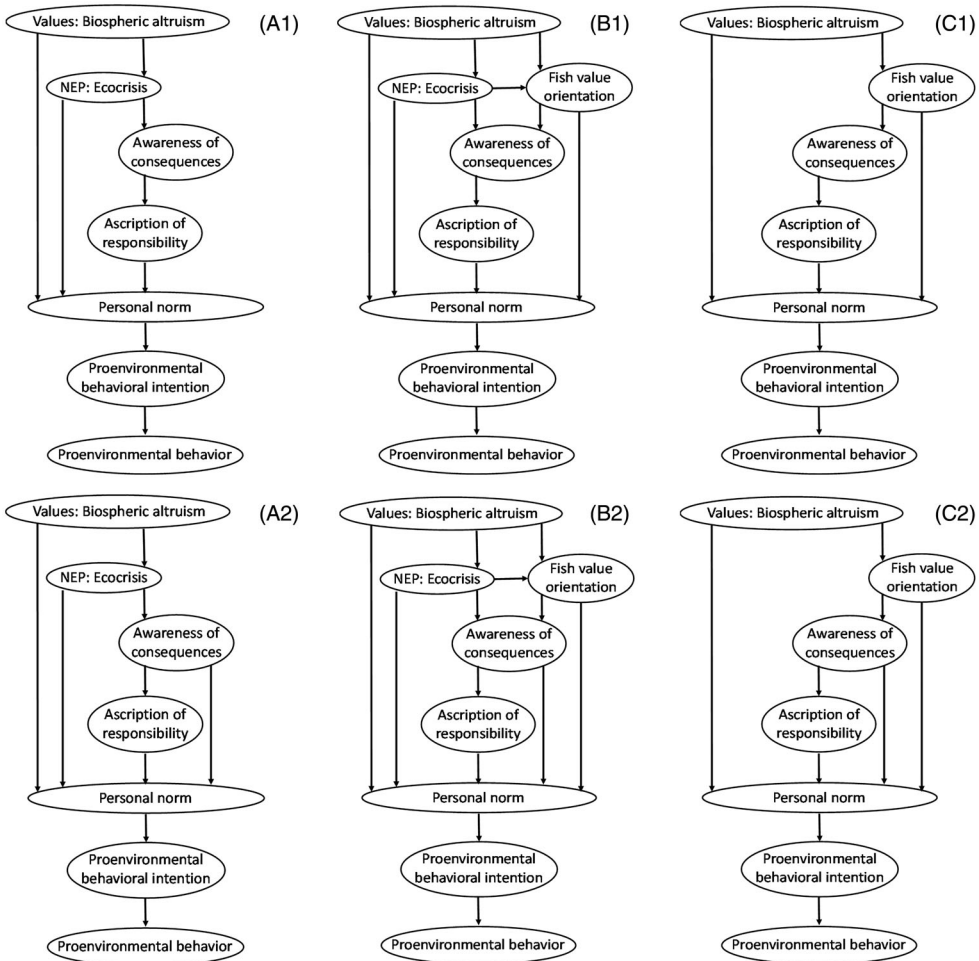 Values: Biospheric altruism
(A1)
NEP: Ecocrisis
Awareness of
consequences
Ascription of
responsibility
Personal norm
Proenvironmental
behavioral intention
Proenvironmental behavior
Values: Biospheric altruism
(B1)
NEP: Ecocrisis
Fish value
orientation
Awareness of
consequences
Ascription of
responsibility
Personal norm
Proenvironmental
behavioral intention
Proenvironmental behavior
Values: Biospheric altruism
(C1)
Fish value
orientation
Awareness of
consequences
Ascription of
responsibility
Personal norm
Proenvironmental
behavioral intention
Proenvironmental behavior
Values: Biospheric altruism
(A2)
NEP: Ecocrisis
Awareness of
consequences
Ascription of
responsibility
Personal norm
Proenvironmental
behavioral intention
Proenvironmental behavior
Values: Biospheric altruism
(B2)
NEP: Ecocrisis
Fish value
orientation
Awareness of
consequences
Ascription of
responsibility
Personal norm
Proenvironmental
behavioral intention
Proenvironmental behavior
Values: Biospheric altruism
(C2)
Fish value
orientation
Awareness of
consequences
Ascription of
responsibility
Personal norm
Proenvironmental
behavioral intention
Proenvironmental behavior